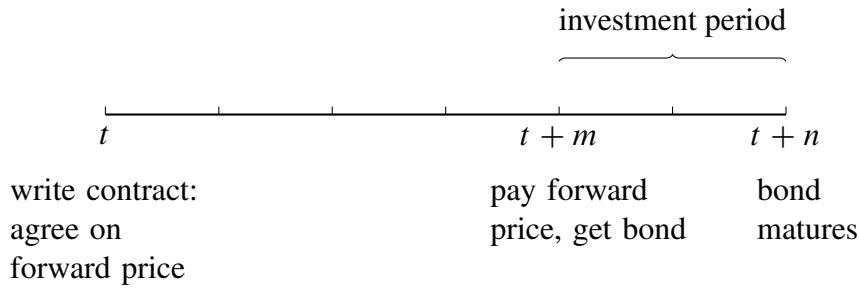 investment period
t
t + m
t + n
write contract:
agree on
forward price
pay forward
price, get bond
bond
matures